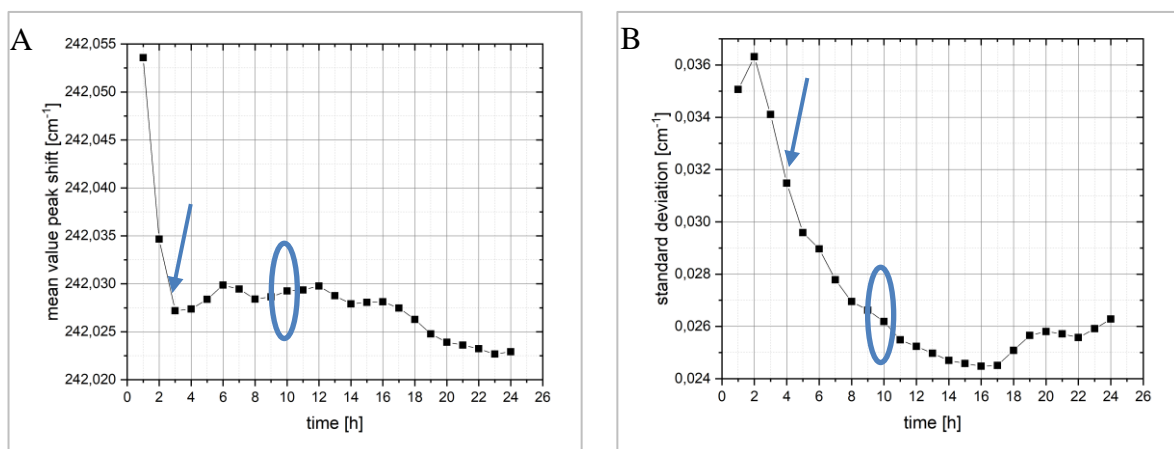 A
242,055
242,050
242,045
242,040
242,035
242,030
242,025
242,020
mean value peak shift [cm⁻¹]
0 2 4 6 8 10 12 14 16 18 20 22 24 26
time [h]
B
0,036
0,034
0,032
0,030
0,028
0,026
0,024
standard deviation [cm⁻¹]
0 2 4 6 8 10 12 14 16 18 20 22 24 26
time [h]